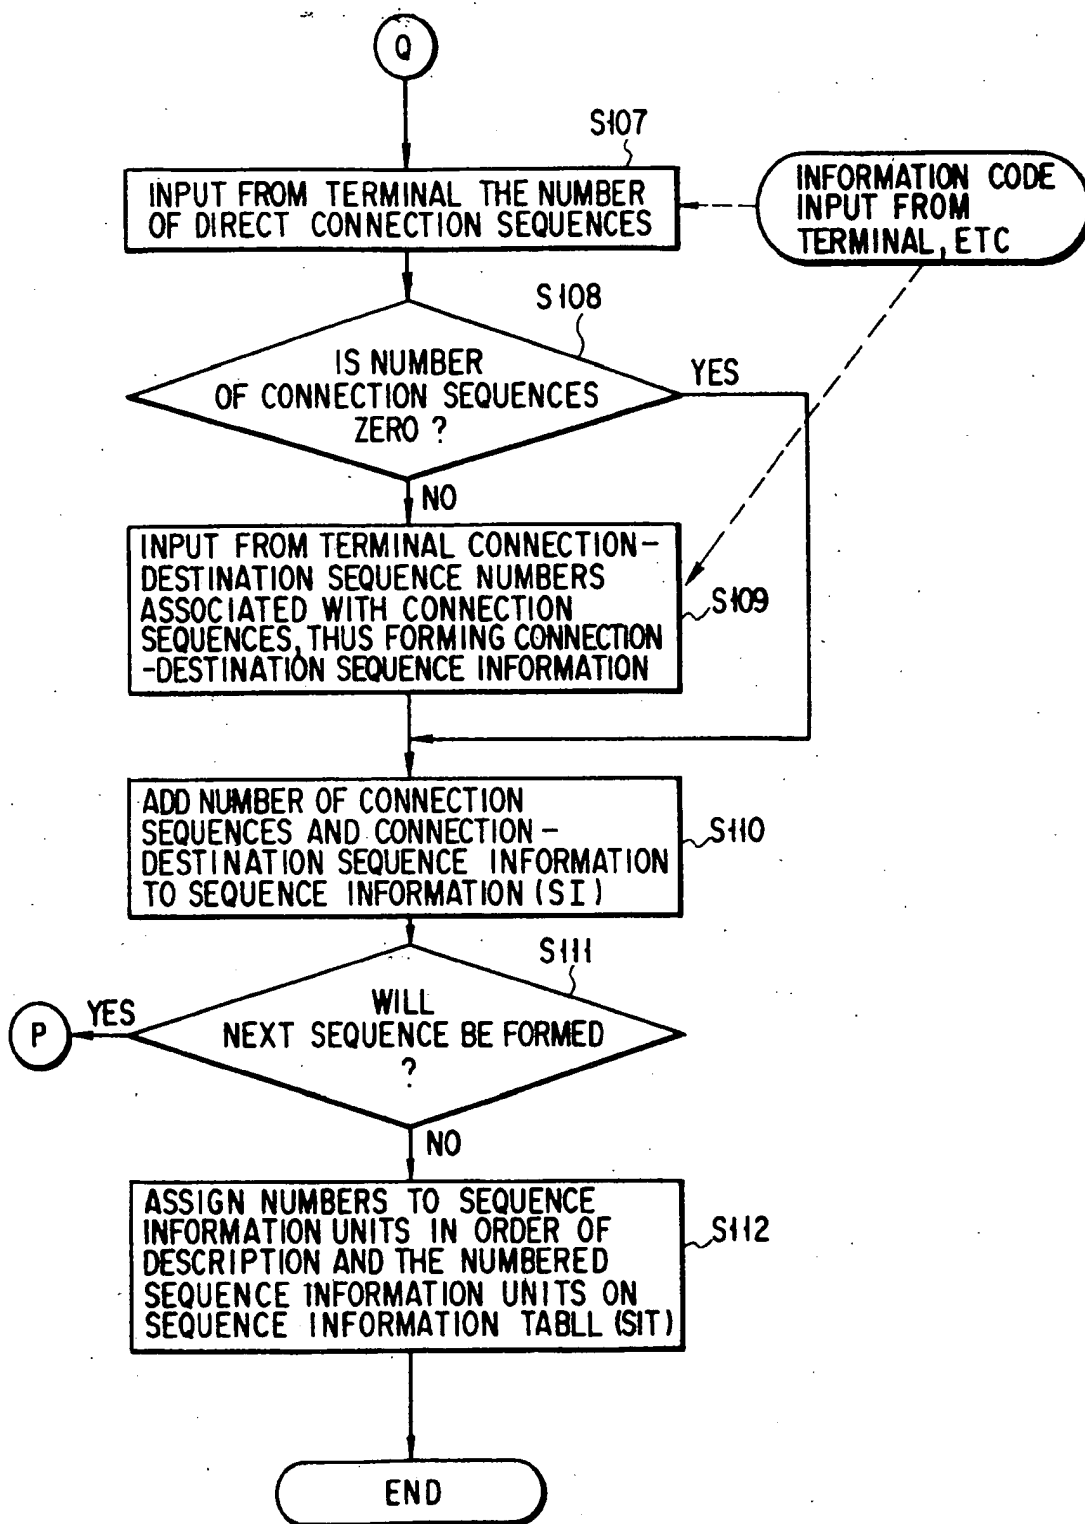 Q
S107
INPUT FROM TERMINAL THE NUMBER
OF DIRECT CONNECTION SEQUENCES
INFORMATION CODE
INPUT FROM
TERMINAL, ETC
S108
IS NUMBER
OF CONNECTION SEQUENCES
ZERO ?
YES
NO
INPUT FROM TERMINAL CONNECTION-
DESTINATION SEQUENCE NUMBERS
ASSOCIATED WITH CONNECTION
SEQUENCES, THUS FORMING CONNECTION
-DESTINATION SEQUENCE INFORMATION
S109
ADD NUMBER OF CONNECTION
SEQUENCES AND CONNECTION-
DESTINATION SEQUENCE INFORMATION
TO SEQUENCE INFORMATION (SI)
S110
S111
WILL
NEXT SEQUENCE BE FORMED
?
YES
P
NO
ASSIGN NUMBERS TO SEQUENCE
INFORMATION UNITS IN ORDER OF
DESCRIPTION AND THE NUMBERED
SEQUENCE INFORMATION UNITS ON
SEQUENCE INFORMATION TABLL (SIT)
S112
END